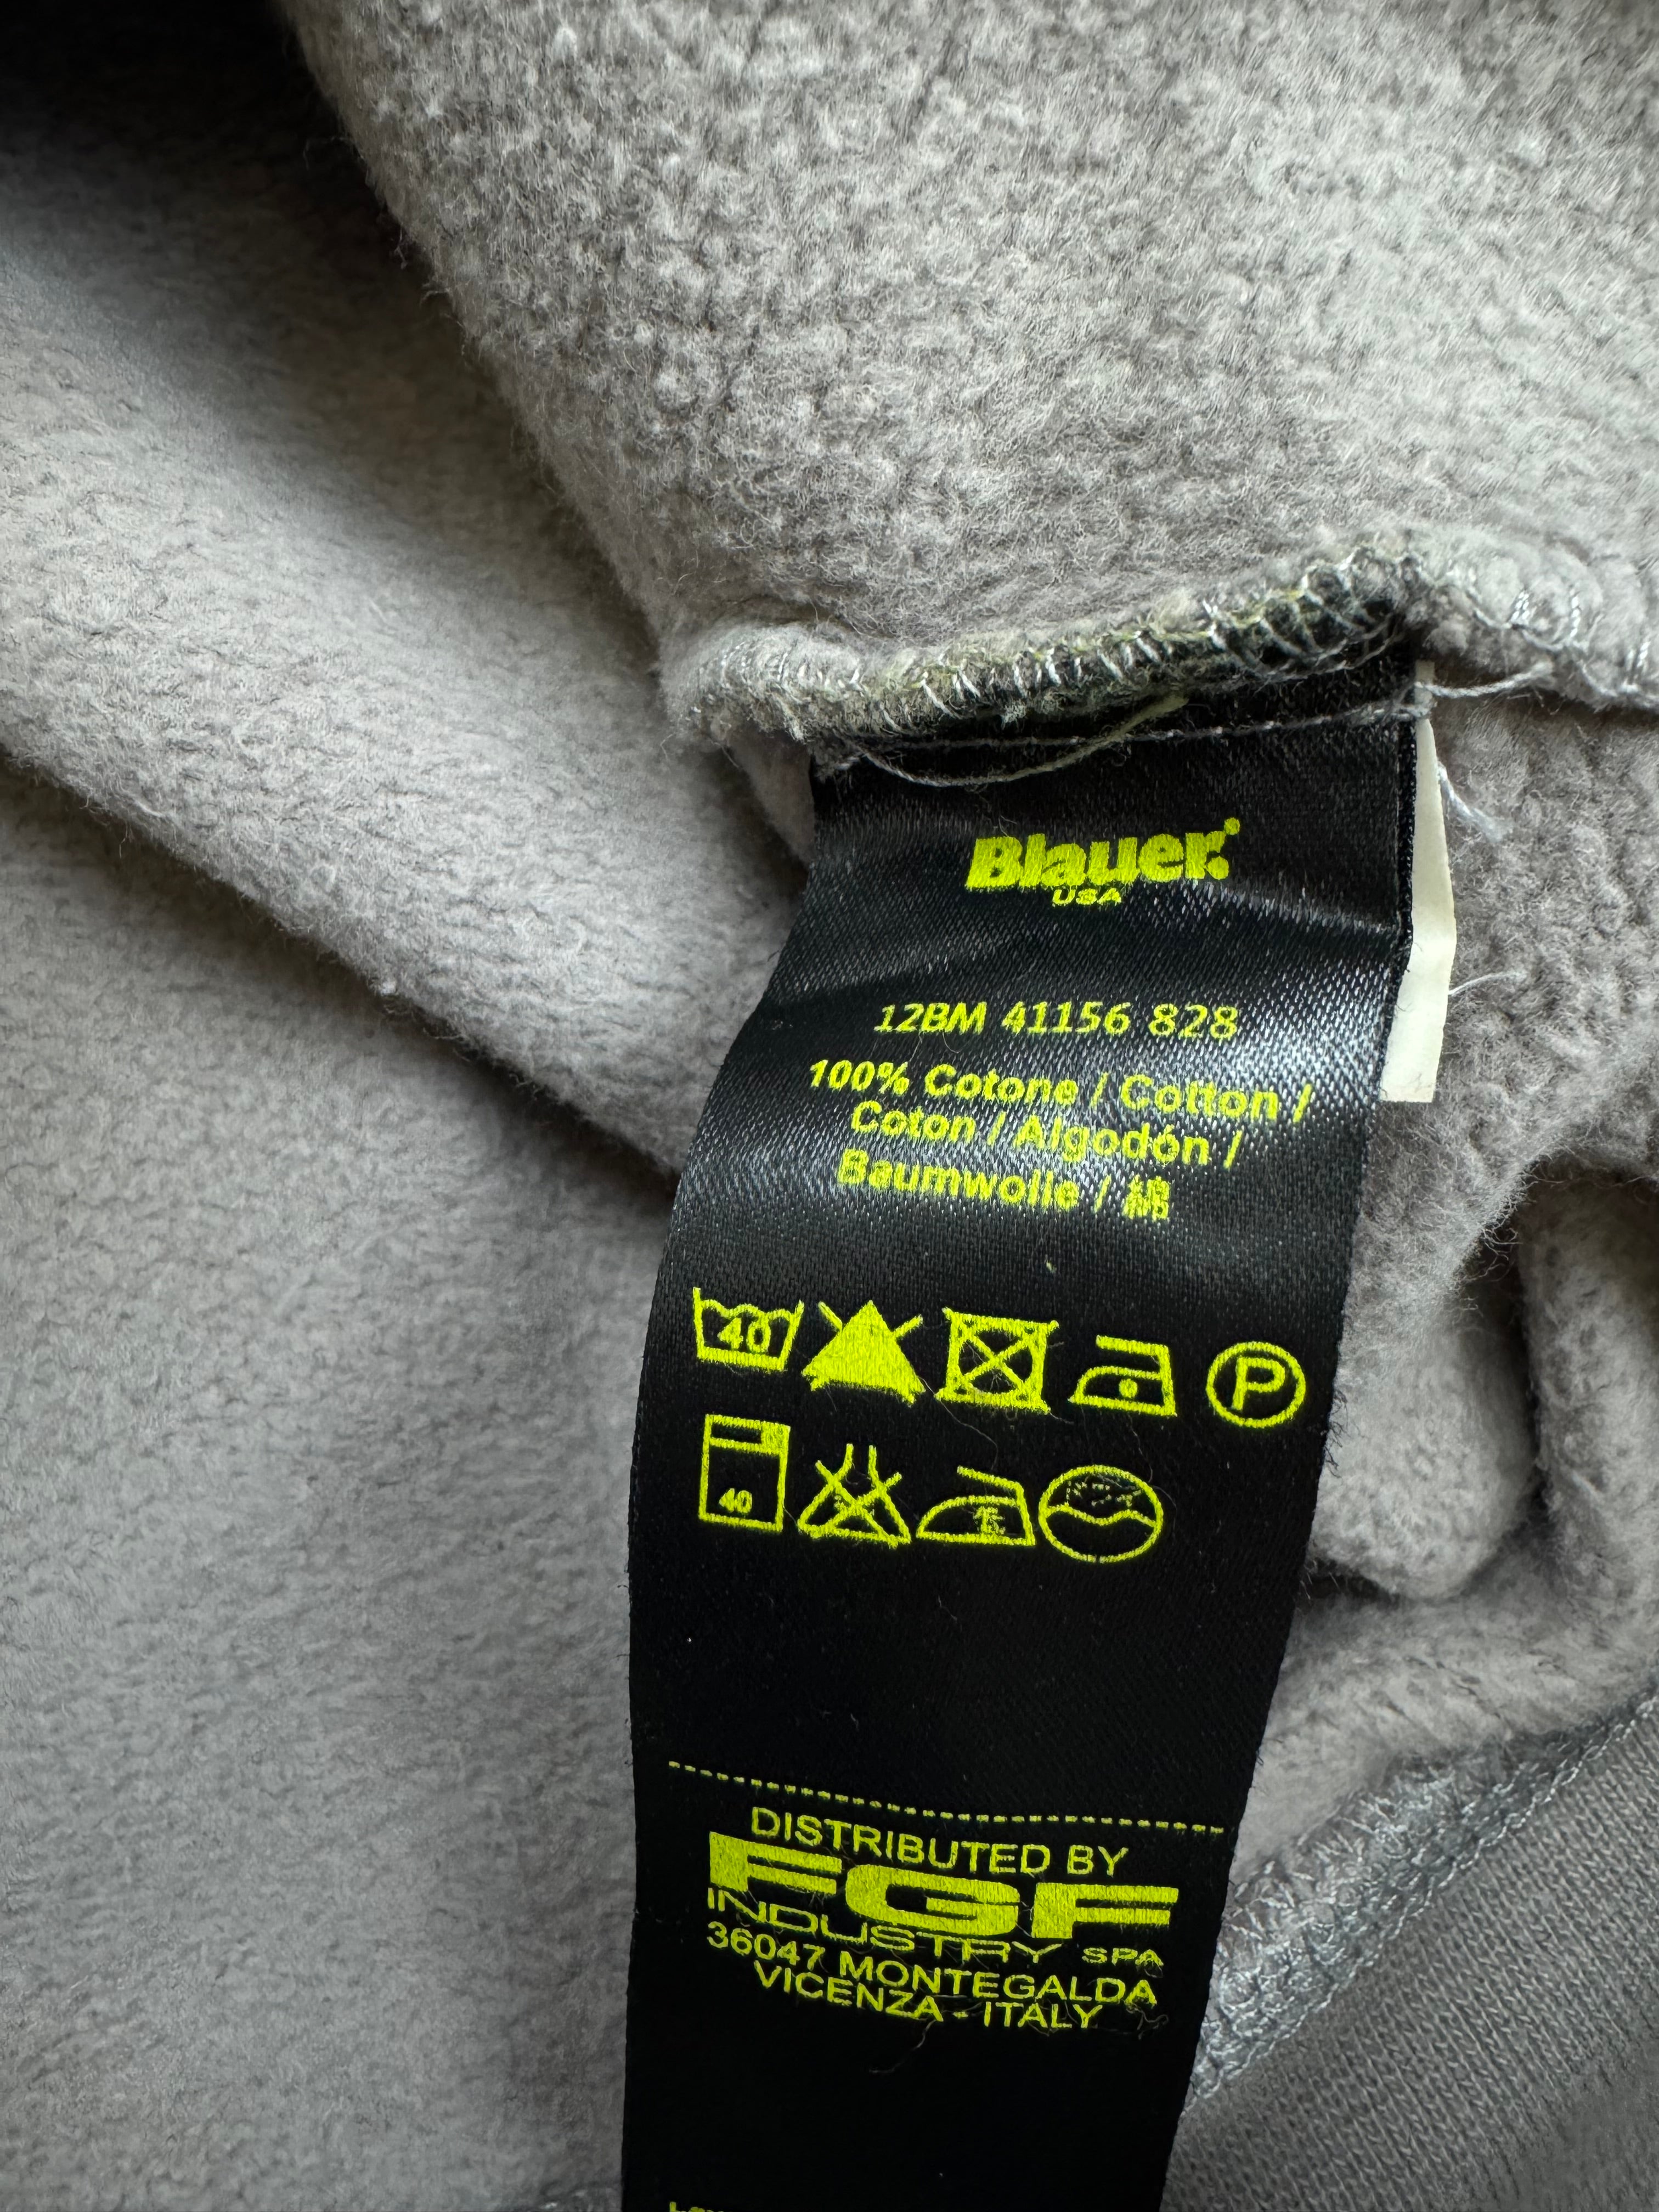 Blauer.
USA
12BM 41156 828
100% Cotone / Cotton /
Coton / Algodón /
Baumwolle / 綿
40
P
40
DISTRIBUTED BY
FGF
INDUSTRY SPA
36047 MONTEGALDA
VICENZA - ITALY